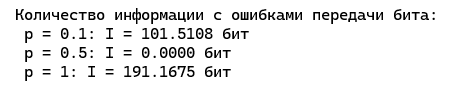 Количество информации с ошибками передачи бита:
p = 0.1: I = 101.5108 бит
p = 0.5: I = 0.0000 бит
p = 1: I = 191.1675 бит